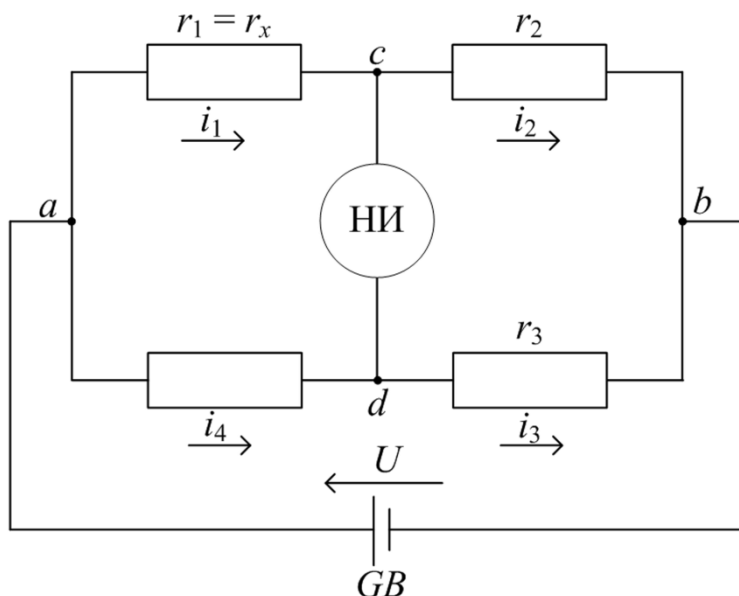 r₁ = rₓ
r₂
c
i₁
i₂
a
НИ
b
r₃
d
i₄
i₃
U
GB